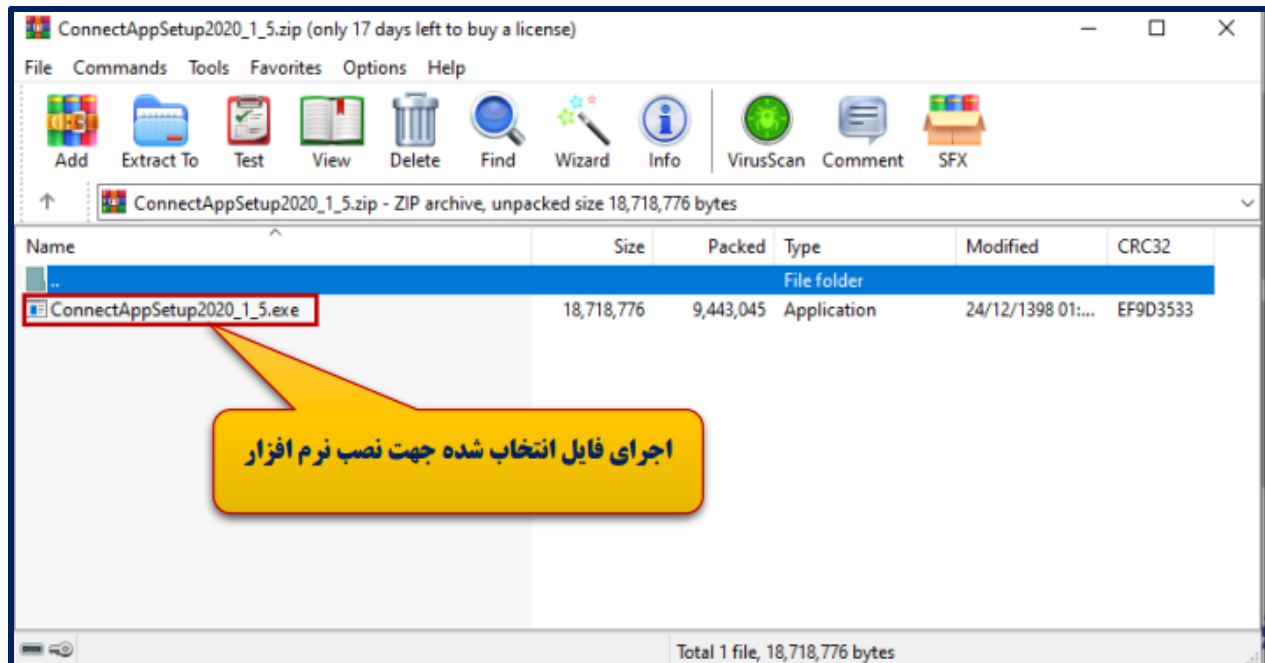 ConnectAppSetup2020_1_5.zip (only 17 days left to buy a license)
File Commands Tools Favorites Options Help
Add Extract To Test View Delete Find Wizard Info VirusScan Comment SFX
ConnectAppSetup2020_1_5.zip - ZIP archive, unpacked size 18,718,776 bytes
Name Size Packed Type Modified CRC32
.. File folder
ConnectAppSetup2020_1_5.exe 18,718,776 9,443,045 Application 24/12/1398 01:... EF9D3533
اجرای فایل انتخاب شده جهت نصب نرم افزار
Total 1 file, 18,718,776 bytes